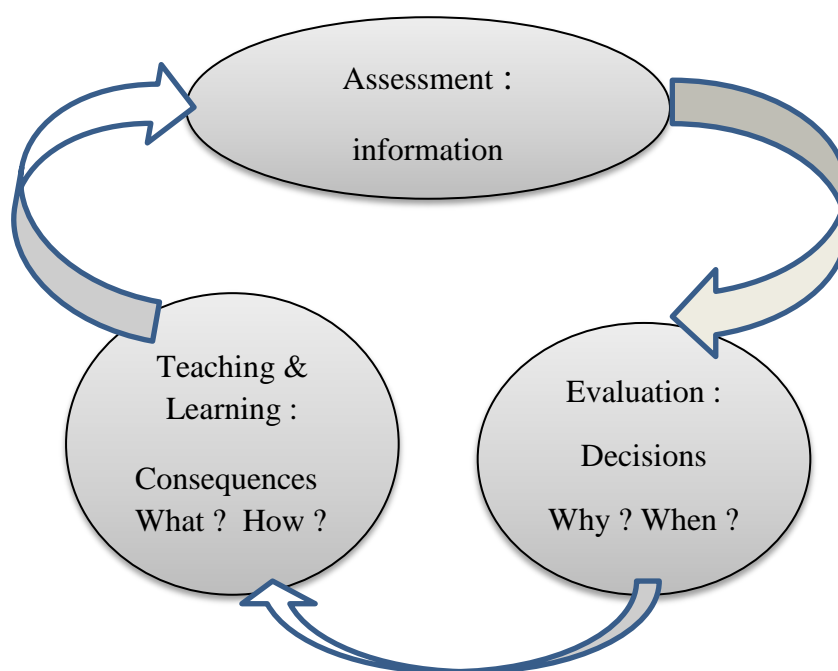 Assessment :
information
Teaching &
Learning :
Consequences
What ? How ?
Evaluation :
Decisions
Why ? When ?